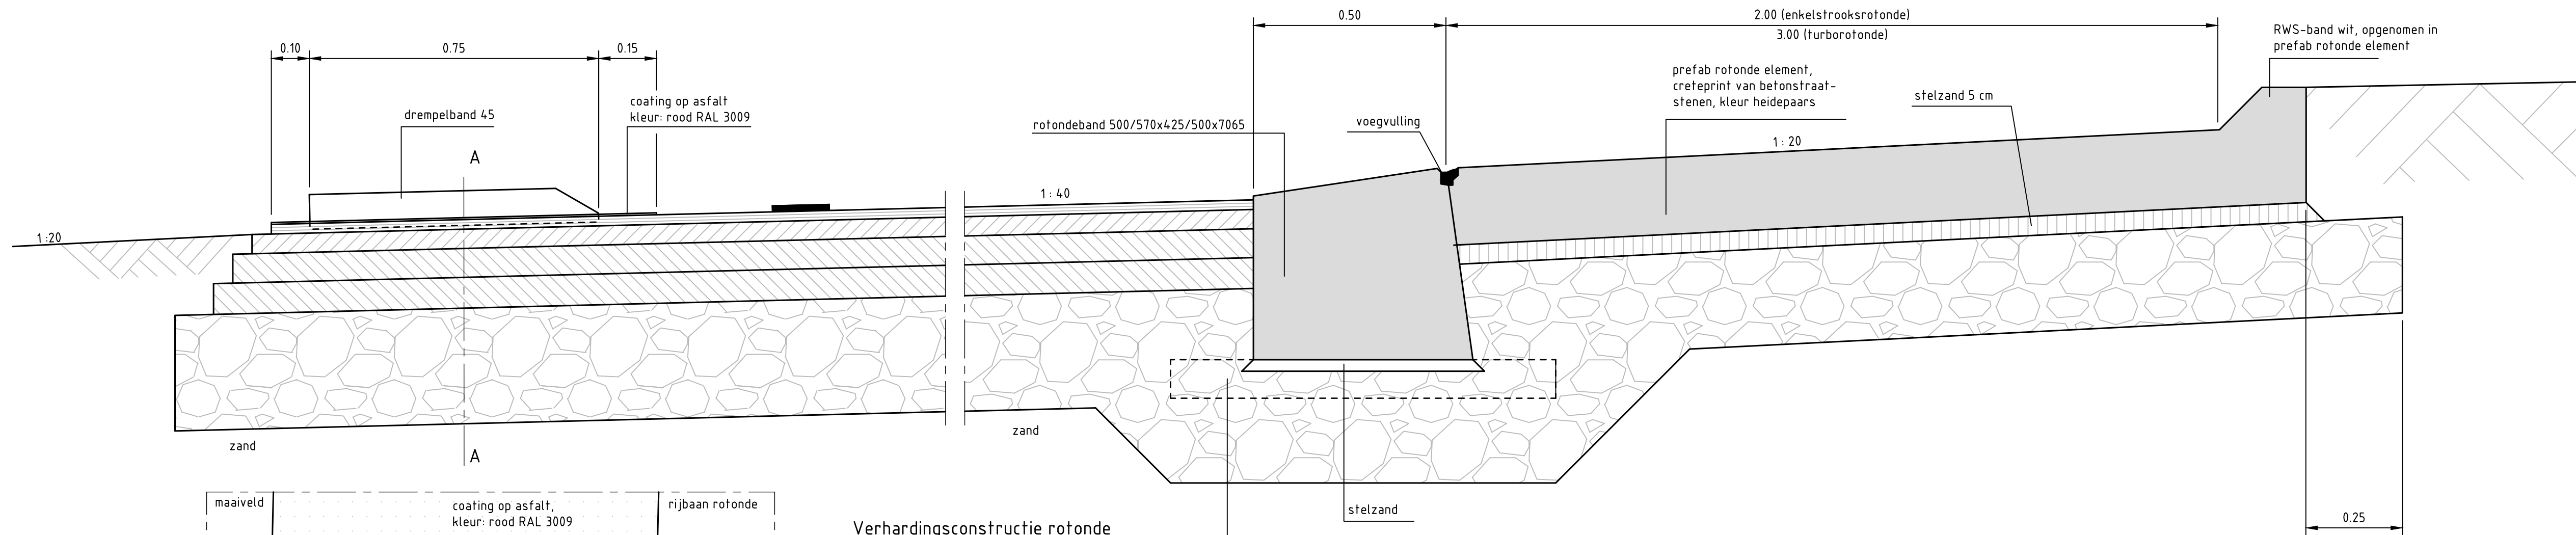 0.50
2.00 (enkelstrooksrotonde)
3.00 (turborotonde)
RWS-band wit, opgenomen in
prefab rotonde element
0.10
0.75
0.15
prefab rotonde element,
creteprint van betonstraat-
stenen, kleur heidepaars
stelzand 5 cm
coating op asfalt
kleur: rood RAL 3009
drempelband 45
rotondeband 500/570x425/500x7065
voegvulling
1 : 20
A
1 : 40
1 :20
zand
zand
A
maaiveld
coating op asfalt,
kleur: rood RAL 3009
rijbaan rotonde
stelzand
0.25
Verhardingsconstructie rotonde